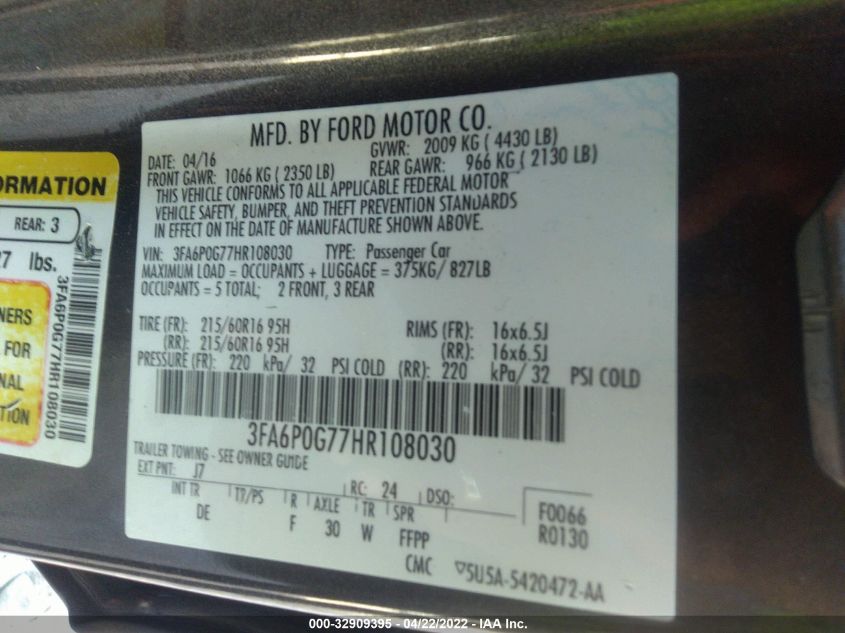 MFD. BY FORD MOTOR CO.
DATE: 04/16 GVWR: 2009 KG ( 4430 LB)
FRONT GAWR: 1066 KG ( 2350 LB) REAR GAWR: 966 KG ( 2130 LB)
THIS VEHICLE CONFORMS TO ALL APPLICABLE FEDERAL MOTOR
VEHICLE SAFETY, BUMPER, AND THEFT PREVENTION STANDARDS
IN EFFECT ON THE DATE OF MANUFACTURE SHOWN ABOVE.
VIN: 3FA6P0G77HR108030 TYPE: Passenger Car
MAXIMUM LOAD = OCCUPANTS + LUGGAGE = 375KG/ 827LB
OCCUPANTS = 5 TOTAL; 2 FRONT, 3 REAR
TIRE (FR): 215/60R16 95H RIMS (FR): 16x6.5J
(RR): 215/60R16 95H (RR): 16x6.5J
PRESSURE (FR): 220 kPa/ 32 PSI COLD (RR): 220 kPa/ 32 PSI COLD
3FA6P0G77HR108030
TRAILER TOWING - SEE OWNER GUIDE
EXT PNT: J7 RC: 24 DSO:
INT TR TP/PS R AXLE TR SPR
DE F 30 W FFPP
CMC
F0066
R0130
5U5A-5420472-AA
ORMATION
REAR: 3
27 lbs.
NERS
FOR
NAL
TION
3FA6P0G77HR108030
000-32909395 - 04/22/2022 - IAA Inc.